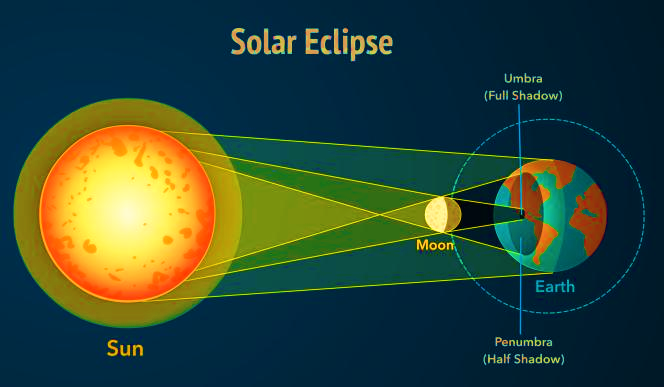 Solar Eclipse
Umbra
(Full Shadow)
Moon
Earth
Sun
Penumbra
(Half Shadow)